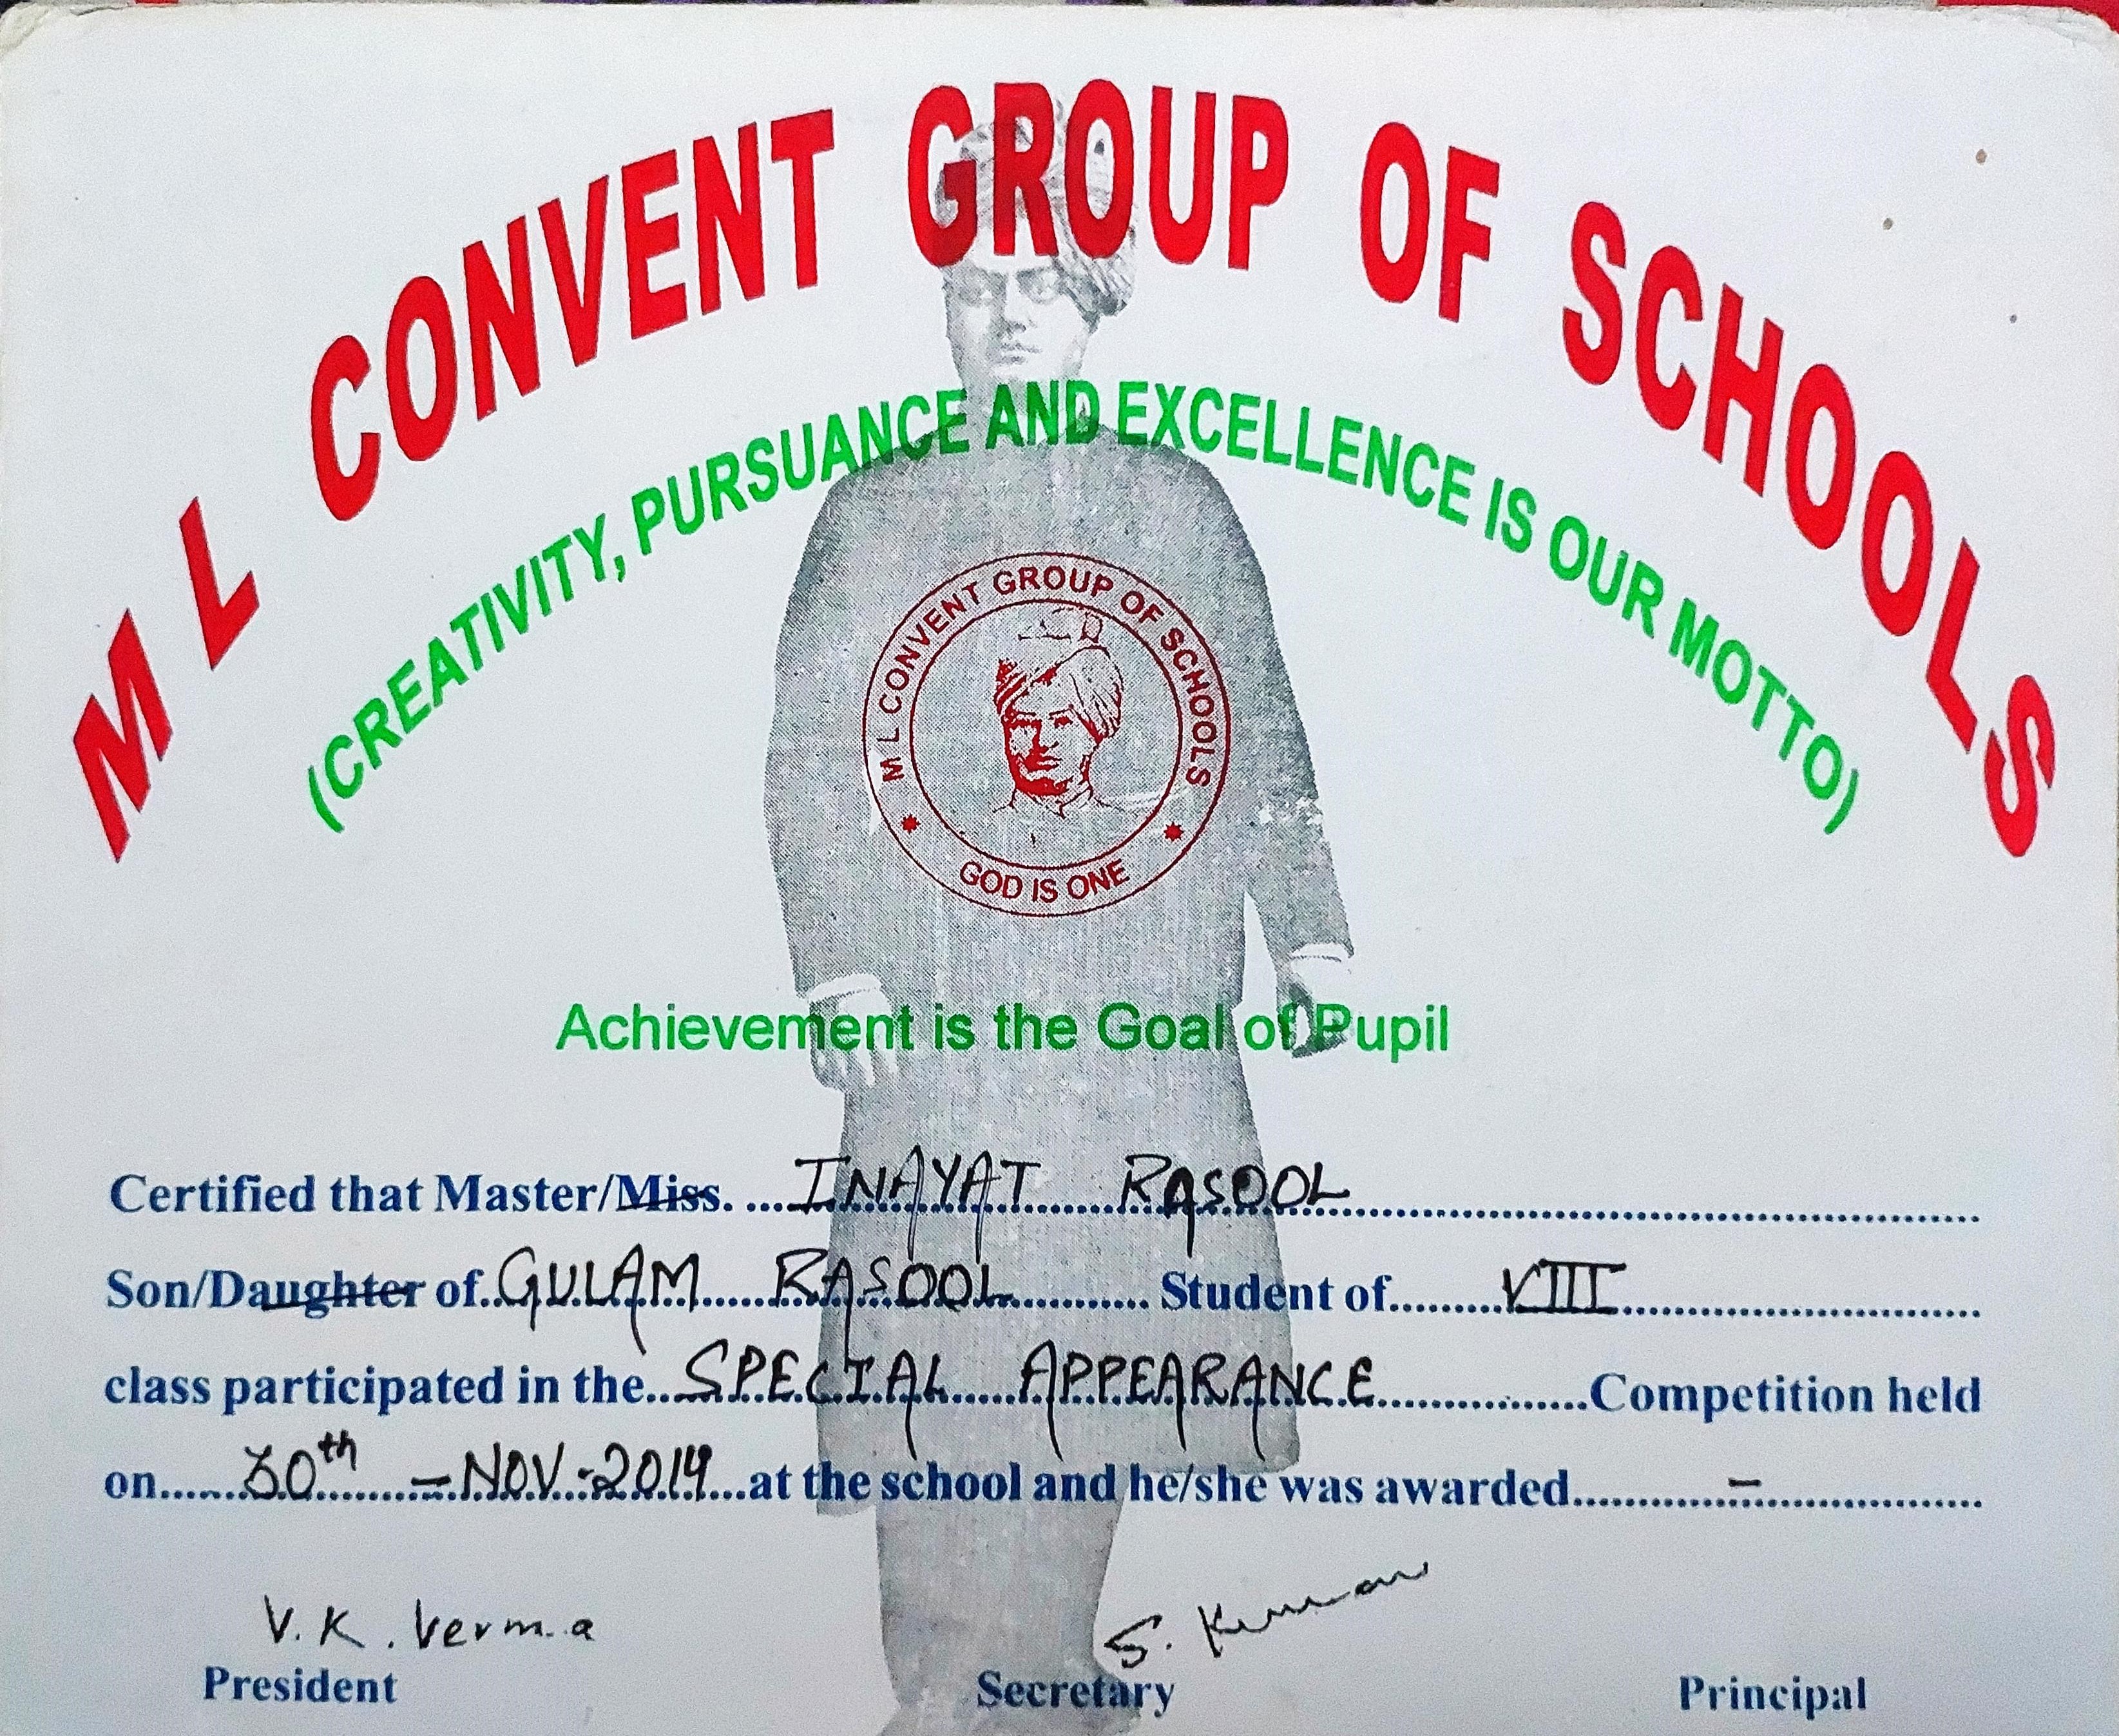 M L CONVENT GROUP OF SCHOOLS
(CREATIVITY, PURSUANCE AND EXCELLENCE IS OUR MOTTO)
M L CONVENT GROUP OF SCHOOLS
GOD IS ONE
Achievement is the Goal of Pupil
Certified that Master/Miss. ....INAYAT RASOOL....
Son/Daughter of..GULAM RASOOL.... Student of....VIII....
class participated in the...SPECIAL APPEARANCE....Competition held
on....30th - NOV-2019...at the school and he/she was awarded....-....
V.K. Verma S. Kumar
President Secretary Principal